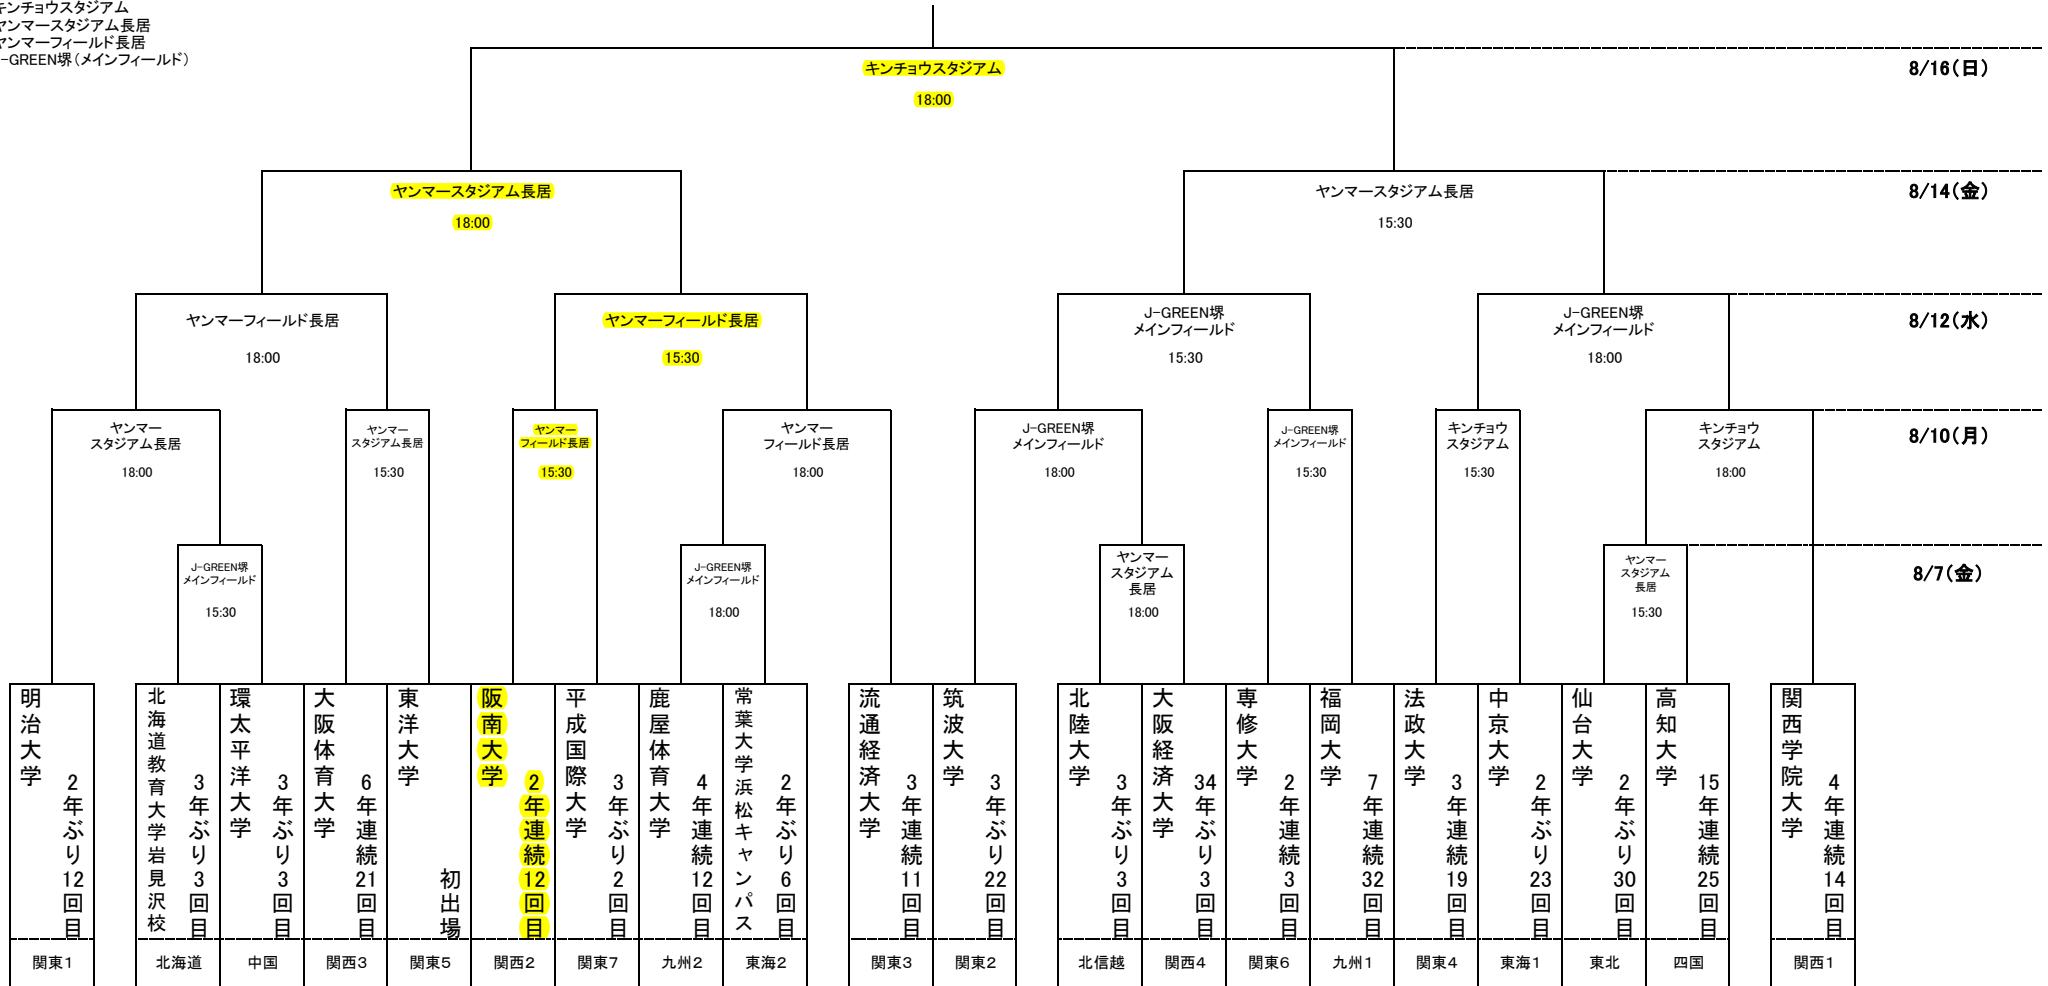 キンチョウスタジアム
ヤンマースタジアム長居
ヤンマーフィールド長居
-GREEN堺(メインフィールド)
キンチョウスタジアム
18:00
8/16(日)
ヤンマースタジアム長居
18:00
ヤンマースタジアム長居
15:30
8/14(金)
ヤンマーフィールド長居
18:00
ヤンマーフィールド長居
15:30
J-GREEN堺
メインフィールド
15:30
J-GREEN堺
メインフィールド
18:00
8/12(水)
ヤンマー
スタジアム長居
18:00
ヤンマー
スタジアム長居
15:30
ヤンマー
フィールド長居
15:30
ヤンマー
フィールド長居
18:00
J-GREEN堺
メインフィールド
18:00
J-GREEN堺
メインフィールド
15:30
キンチョウ
スタジアム
15:30
キンチョウ
スタジアム
18:00
8/10(月)
J-GREEN堺
メインフィールド
15:30
J-GREEN堺
メインフィールド
18:00
ヤンマー
スタジアム
長居
18:00
ヤンマー
スタジアム
長居
15:30
8/7(金)
明治大学
2年ぶり12回目
関東1
北海道教育大学岩見沢校
3年ぶり3回目
北海道
環太平洋大学
3年ぶり3回目
中国
大阪体育大学
6年連続21回目
関西3
東洋大学
初出場
関東5
阪南大学
2年連続12回目
関西2
平成国際大学
3年ぶり2回目
関東7
鹿屋体育大学
4年連続12回目
九州2
常葉大学浜松キャンパス
2年ぶり6回目
東海2
流通経済大学
3年連続11回目
関東3
筑波大学
3年ぶり22回目
関東2
北陸大学
3年ぶり3回目
北信越
大阪経済大学
34年ぶり3回目
関西4
専修大学
2年連続3回目
関東6
福岡大学
7年連続32回目
九州1
法政大学
3年連続19回目
関東4
中京大学
2年ぶり23回目
東海1
仙台大学
2年ぶり30回目
東北
高知大学
15年連続25回目
四国
関西学院大学
4年連続14回目
関西1